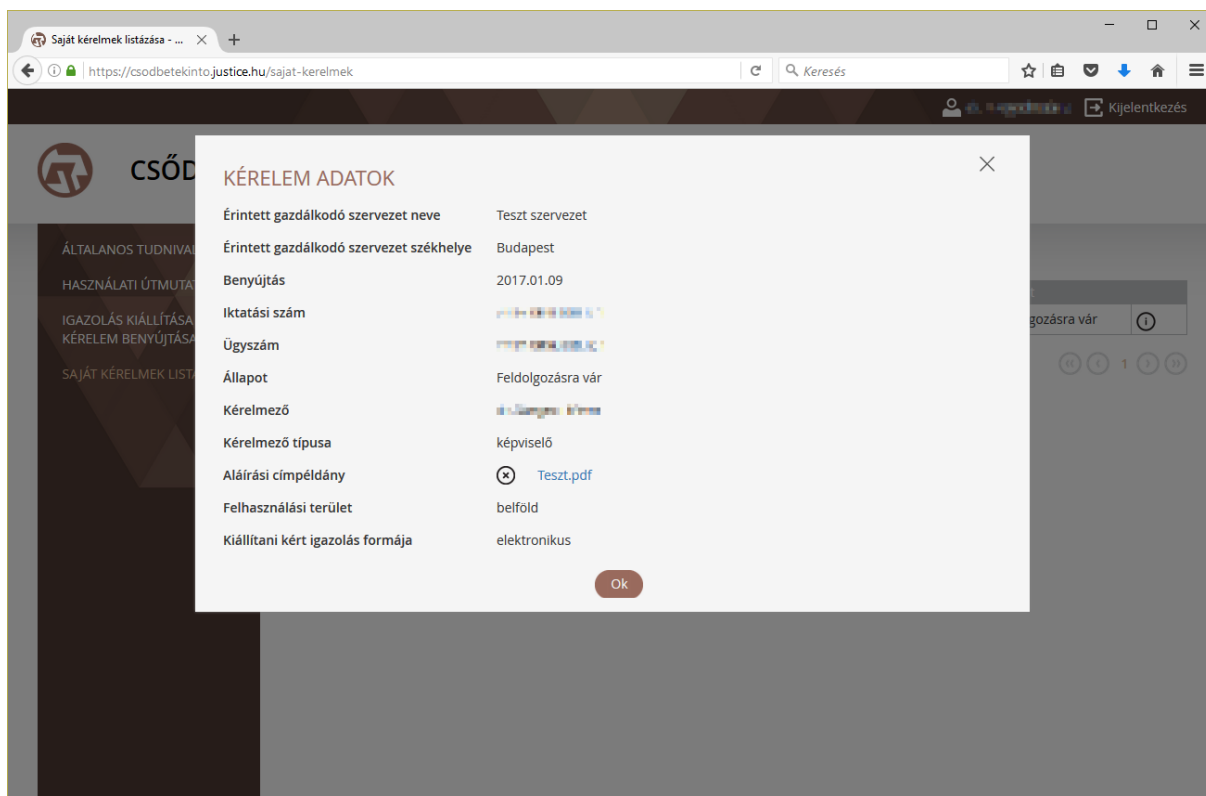 Saját kérelmek listázása - ...
https://csodbetekinto.justice.hu/sajat-kerelmek
Keresés
Kijelentkezés
CSŐD
KÉRELEM ADATOK
Érintett gazdálkodó szervezet neve Teszt szervezet
Érintett gazdálkodó szervezet székhelye Budapest
Benyújtás 2017.01.09
Iktatási szám
Ügyszám
Állapot Feldolgozásra vár
Kérelmező
Kérelmező típusa képviselő
Aláírási címpéldány Teszt.pdf
Felhasználási terület belföld
Kiállítani kért igazolás formája elektronikus
Ok
ÁLTALANOS TUDNIVAL
HASZNÁLATI ÚTMUTAT
IGAZOLÁS KIÁLLÍTÁSA
KÉRELEM BENYÚJTÁSA
SAJÁT KÉRELMEK LISTÁ
gozásra vár
1